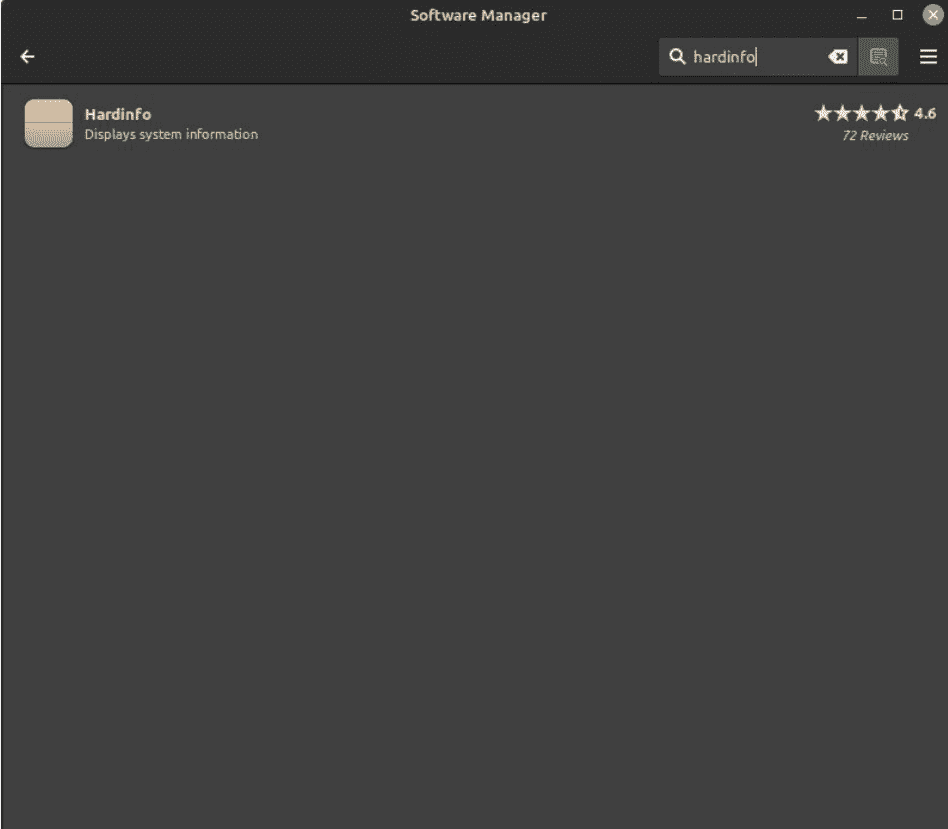 Software Manager
hardinfo
Hardinfo
4.6
Displays system information
72 Reviews